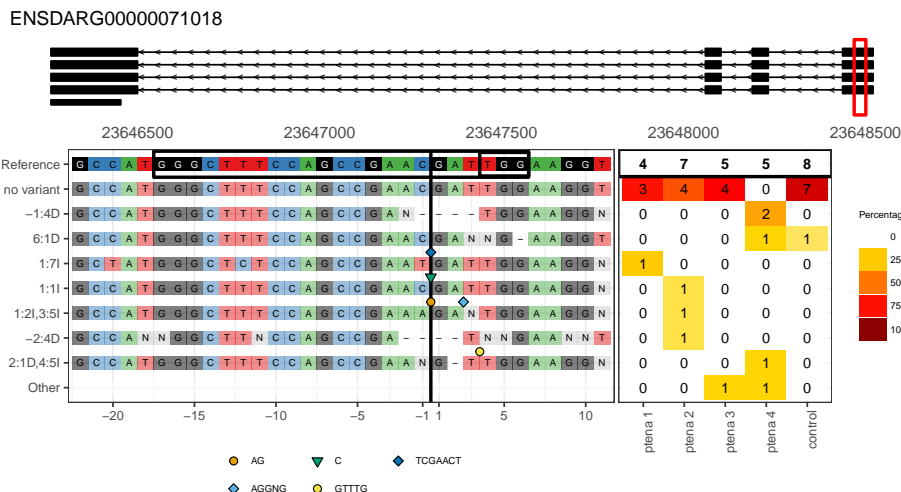 ENSDARG00000071018
23646500 23647000 23647500 23648000 23648500
Reference G C C A T G G G C T T T C C A G C C G A A C G A T T G G A A G G T 4 7 5 5 8
no variant G C C A T G G G C T T T C C A G C C G A A C G A T T G G A A G G T 3 4 4 0 7
−1:4D G C C A T G G G C T T T C C A G C C G A N - - - - T G G A A G G N 0 0 0 2 0
6:1D G C C A T G G G C T T T C C A G C C G A A C G A N N G - A A G G T 0 0 0 1 1
1:7I G C T A T G G G C T C T C C A G C C G A A T G A T T G G A A G G N 1 0 0 0 0
1:1I G C C A T G G G C T T T C C A G C C G A A C G A T T G G A A G G N 0 1 0 0 0
1:2I,3:5I G C C A T G G G C T T T C C A G C C G A A A G A N T G G A A G G N 0 1 0 0 0
−2:4D G C C A N N G G C T T N C C A G C C G A - - - - T N N G A A N N T 0 1 0 0 0
2:1D,4:5I G C C A T G G G C T T T C C A G C C G A A N G - T T G G A A G G N 0 0 0 1 0
Other 0 0 1 1 0
−20 −15 −10 −5 −1 1 5 10
ptena 1 ptena 2 ptena 3 ptena 4 control
Percentag
0
25
50
75
10
AG C TCGAACT
AGGNG GTTTG